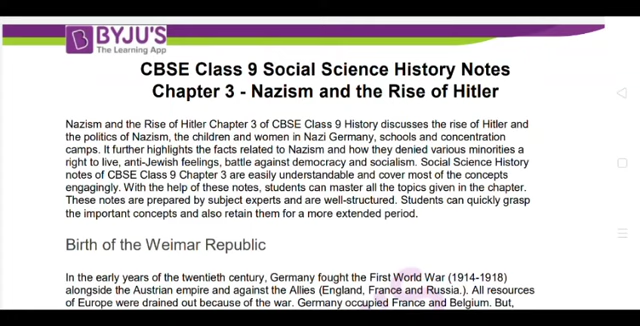 BYJU'S
The Learning App
CBSE Class 9 Social Science History Notes
Chapter 3 - Nazism and the Rise of Hitler
Nazism and the Rise of Hitler Chapter 3 of CBSE Class 9 History discusses the rise of Hitler and
the politics of Nazism, the children and women in Nazi Germany, schools and concentration
camps. It further highlights the facts related to Nazism and how they denied various minorities a
right to live, anti-Jewish feelings, battle against democracy and socialism. Social Science History
notes of CBSE Class 9 Chapter 3 are easily understandable and cover most of the concepts
engagingly. With the help of these notes, students can master all the topics given in the chapter.
These notes are prepared by subject experts and are well-structured. Students can quickly grasp
the important concepts and also retain them for a more extended period.
Birth of the Weimar Republic
In the early years of the twentieth century, Germany fought the First World War (1914-1918)
alongside the Austrian empire and against the Allies (England, France and Russia.). All resources
of Europe were drained out because of the war. Germany occupied France and Belgium. But,